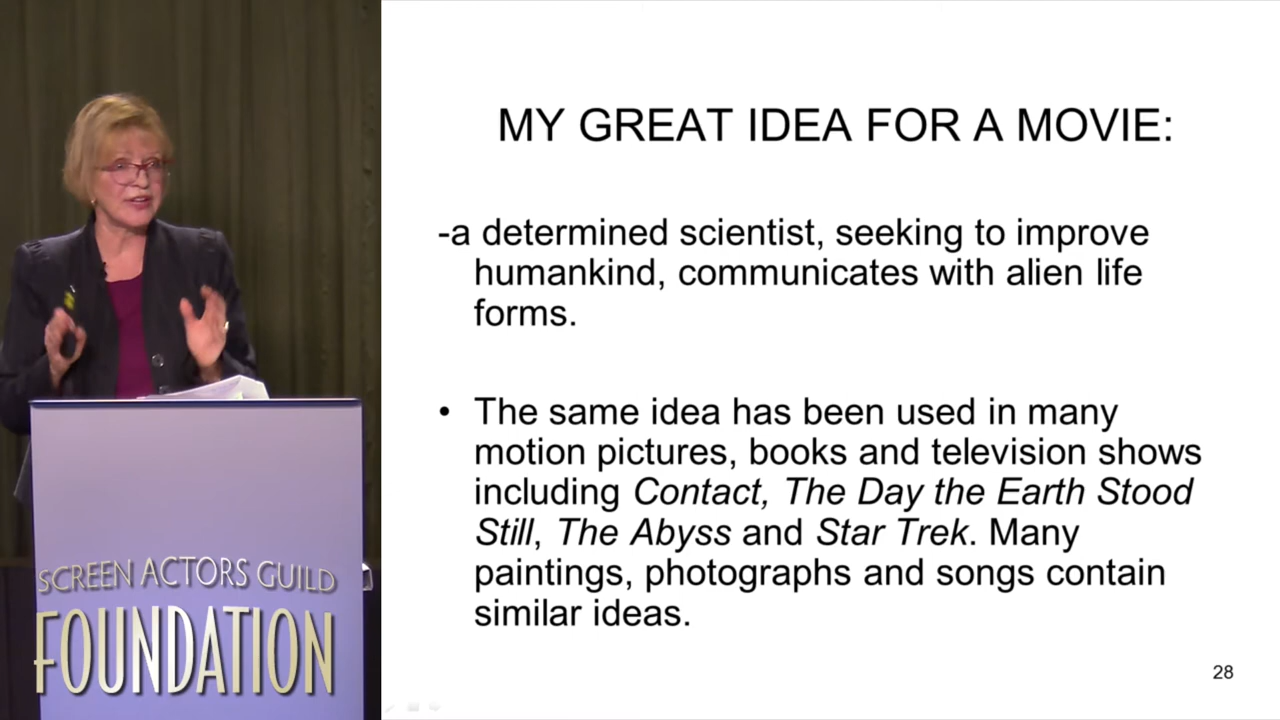 MY GREAT IDEA FOR A MOVIE:
-a determined scientist, seeking to improve
humankind, communicates with alien life
forms.
• The same idea has been used in many
motion pictures, books and television shows
including Contact, The Day the Earth Stood
Still, The Abyss and Star Trek. Many
paintings, photographs and songs contain
similar ideas.
28
SCREEN ACTORS GUILD
FOUNDATION